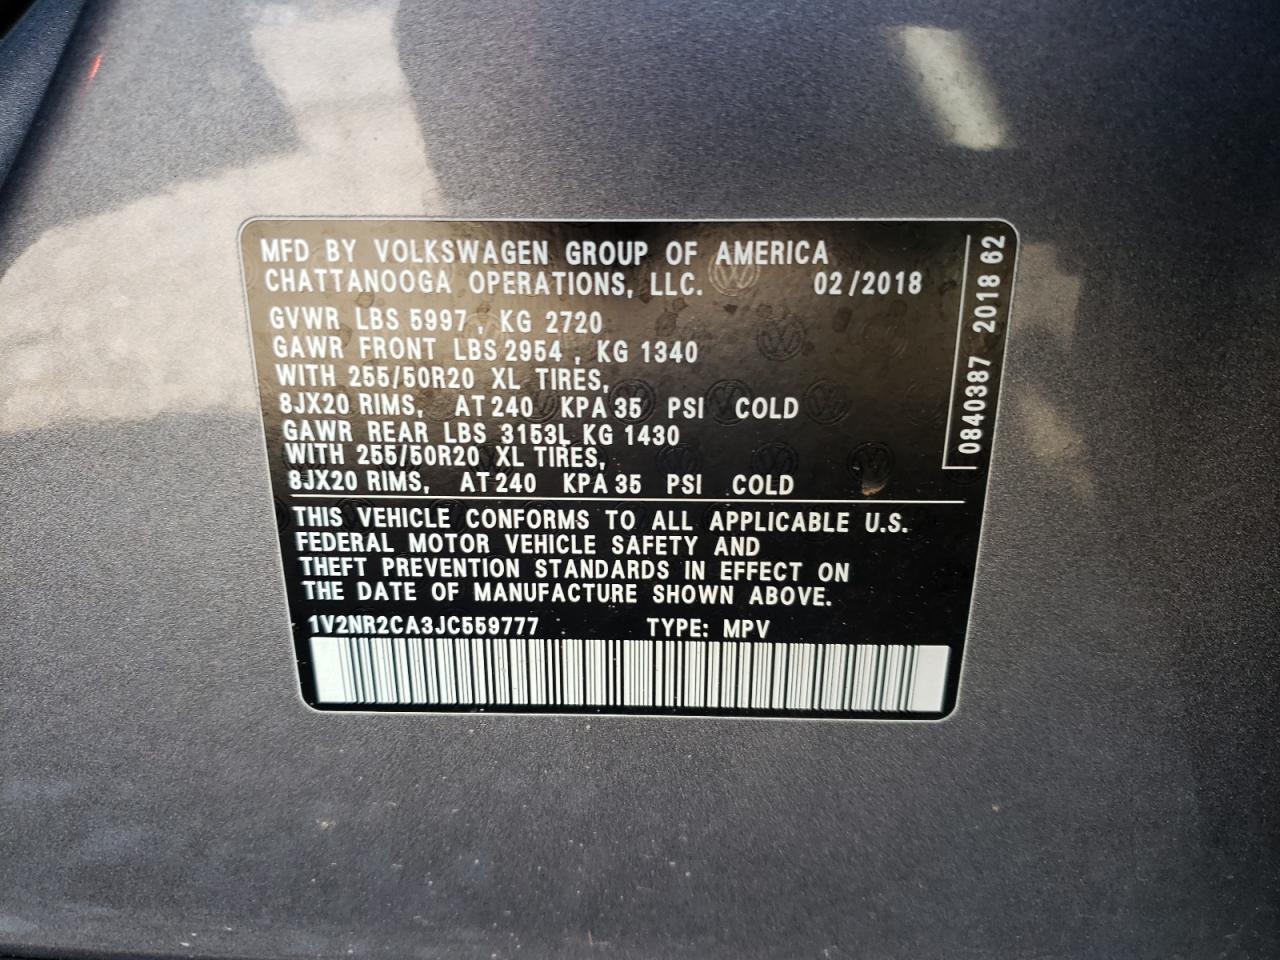 MFD BY VOLKSWAGEN GROUP OF AMERICA
CHATTANOOGA OPERATIONS, LLC. 02/2018
GVWR LBS 5997 , KG 2720
GAWR FRONT LBS 2954 , KG 1340
WITH 255/50R20 XL TIRES,
8JX20 RIMS, AT 240 KPA 35 PSI COLD
GAWR REAR LBS 3153L KG 1430
WITH 255/50R20 XL TIRES,
8JX20 RIMS, AT 240 KPA 35 PSI COLD
THIS VEHICLE CONFORMS TO ALL APPLICABLE U.S.
FEDERAL MOTOR VEHICLE SAFETY AND
THEFT PREVENTION STANDARDS IN EFFECT ON
THE DATE OF MANUFACTURE SHOWN ABOVE.
1V2NR2CA3JC559777 TYPE: MPV
0840387 2018 62